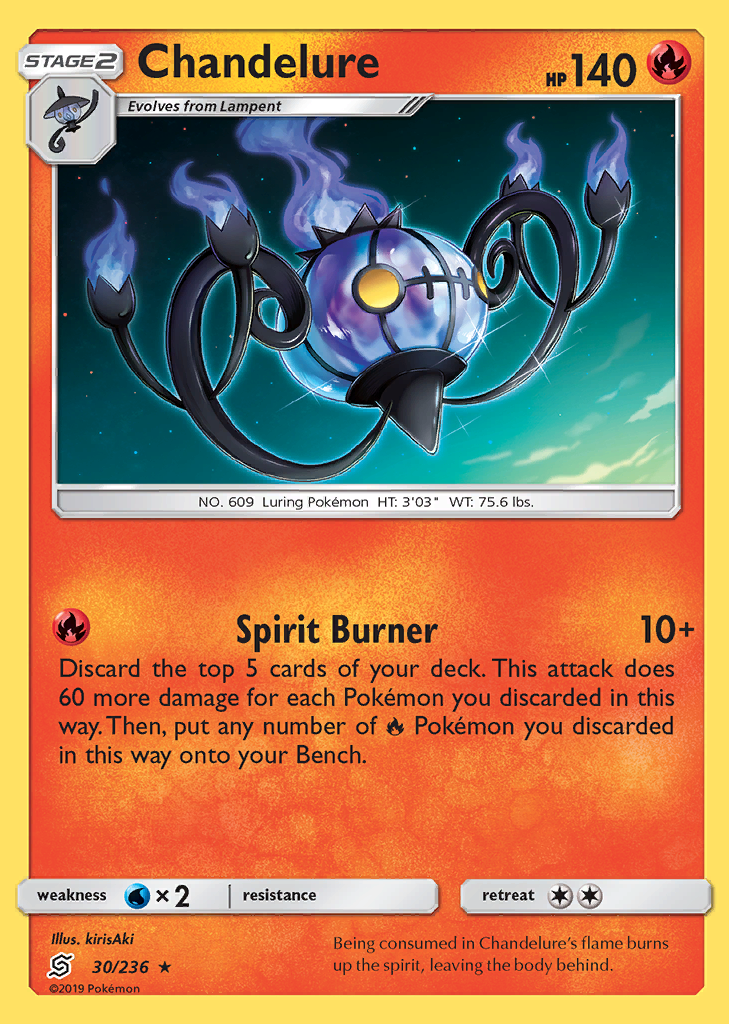 STAGE2 Chandelure HP 140
Evolves from Lampent
NO. 609 Luring Pokémon HT: 3'03" WT: 75.6 lbs.
Spirit Burner 10+
Discard the top 5 cards of your deck. This attack does
60 more damage for each Pokémon you discarded in this
way. Then, put any number of Pokémon you discarded
in this way onto your Bench.
weakness ×2 resistance retreat
Illus. kirisAki
30/236 ★
©2019 Pokémon
Being consumed in Chandelure's flame burns
up the spirit, leaving the body behind.